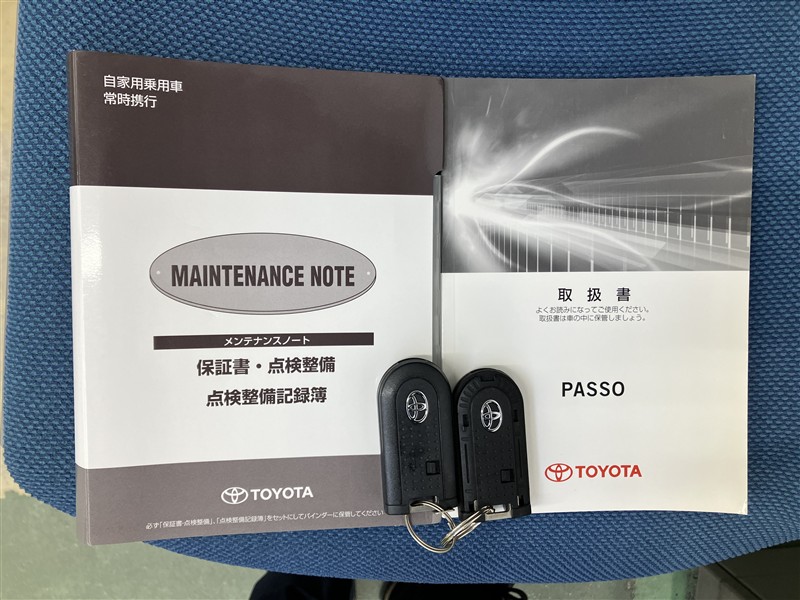 自家用乗用車
常時携行
MAINTENANCE NOTE
メンテナンスノート
保証書・点検整備
点検整備記録簿
TOYOTA
必ず「保証書・点検整備」、「点検整備記録簿」をセットにしてバインダーに保管してください
取扱書
よくお読みになってご使用ください。
取扱書は車の中に保管しましょう。
PASSO
TOYOTA